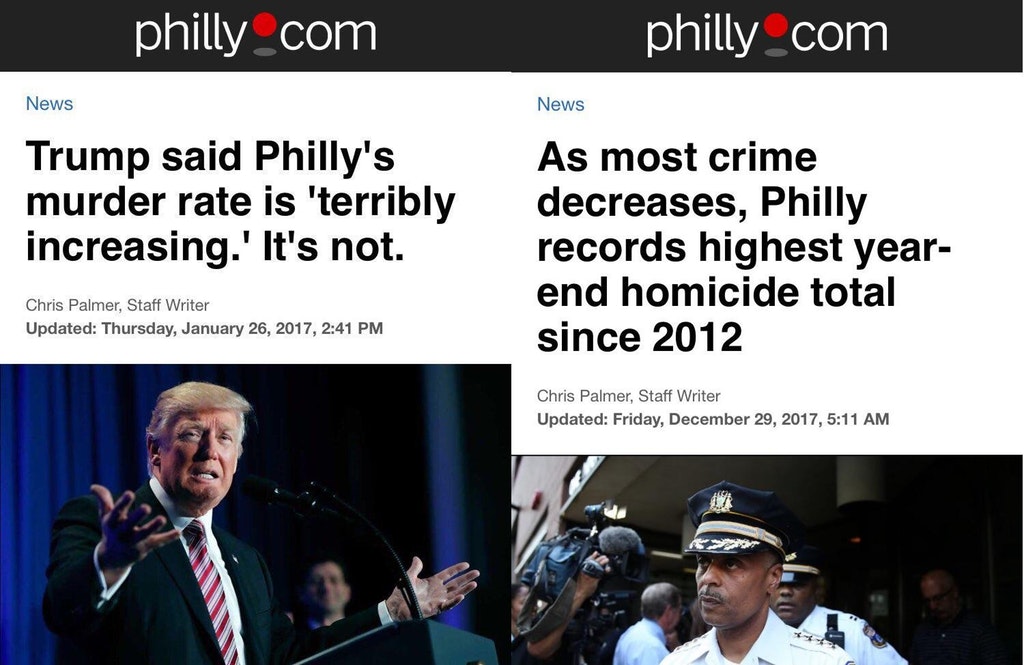 philly.com
News
Trump said Philly's
murder rate is 'terribly
increasing.' It's not.
Chris Palmer, Staff Writer
Updated: Thursday, January 26, 2017, 2:41 PM
philly.com
News
As most crime
decreases, Philly
records highest year-
end homicide total
since 2012
Chris Palmer, Staff Writer
Updated: Friday, December 29, 2017, 5:11 AM